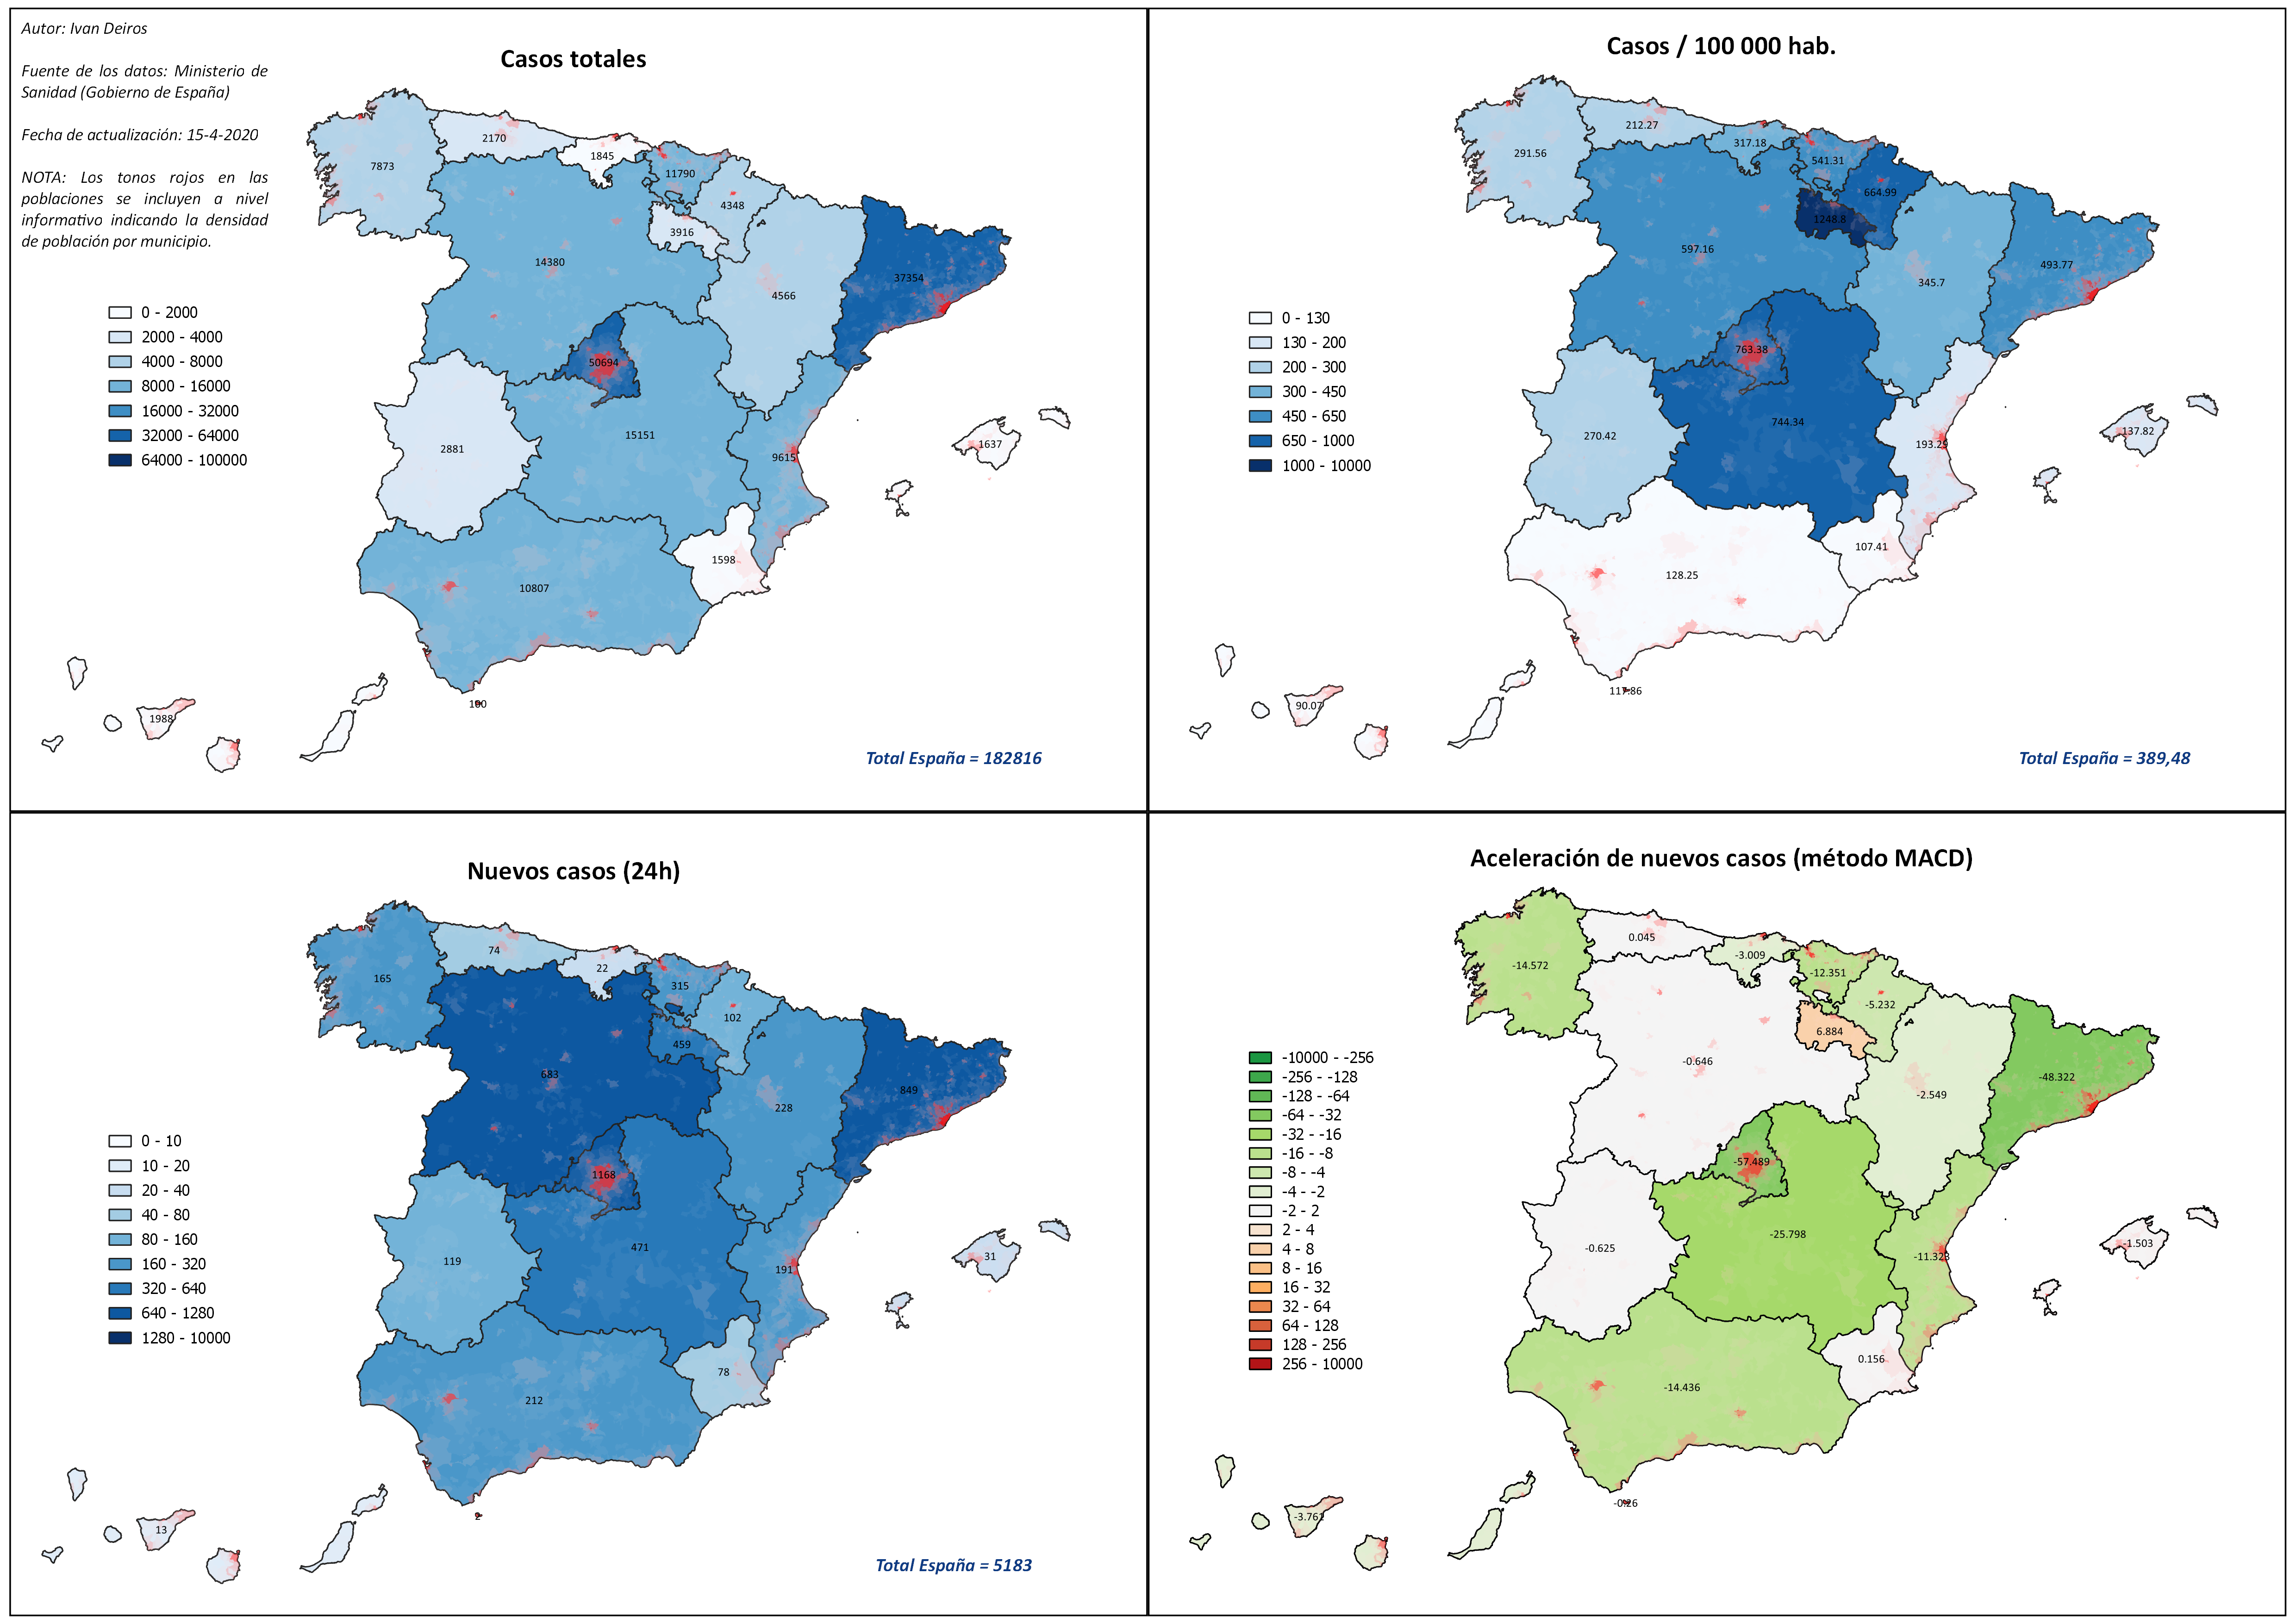 Autor: Ivan Deiros
Fuente de los datos: Ministerio de
Sanidad (Gobierno de España)
Fecha de actualización: 15-4-2020
NOTA: Los tonos rojos en las
poblaciones se incluyen a nivel
informativo indicando la densidad
de población por municipio.
Casos totales
7873
2170
1845
11790
4348
3916
14380
4566
37354
50694
15151
2881
9615
1637
1598
10807
100
1988
0 - 2000
2000 - 4000
4000 - 8000
8000 - 16000
16000 - 32000
32000 - 64000
64000 - 100000
Total España = 182816
Casos / 100 000 hab.
291.56
212.27
317.18
541.31
664.99
1248.8
597.16
345.7
493.77
763.38
744.34
270.42
193.25
137.82
107.41
128.25
117.86
90.07
0 - 130
130 - 200
200 - 300
300 - 450
450 - 650
650 - 1000
1000 - 10000
Total España = 389,48
Nuevos casos (24h)
165
74
22
315
102
459
683
228
849
1168
471
119
191
31
78
212
2
13
0 - 10
10 - 20
20 - 40
40 - 80
80 - 160
160 - 320
320 - 640
640 - 1280
1280 - 10000
Total España = 5183
Aceleración de nuevos casos (método MACD)
-14.572
0.045
-3.009
-12.351
-5.232
6.884
-0.646
-2.549
-48.322
-57.489
-25.798
-0.625
-11.323
-1.503
0.156
-14.436
-0.26
-3.762
-10000 - -256
-256 - -128
-128 - -64
-64 - -32
-32 - -16
-16 - -8
-8 - -4
-4 - -2
-2 - 2
2 - 4
4 - 8
8 - 16
16 - 32
32 - 64
64 - 128
128 - 256
256 - 10000